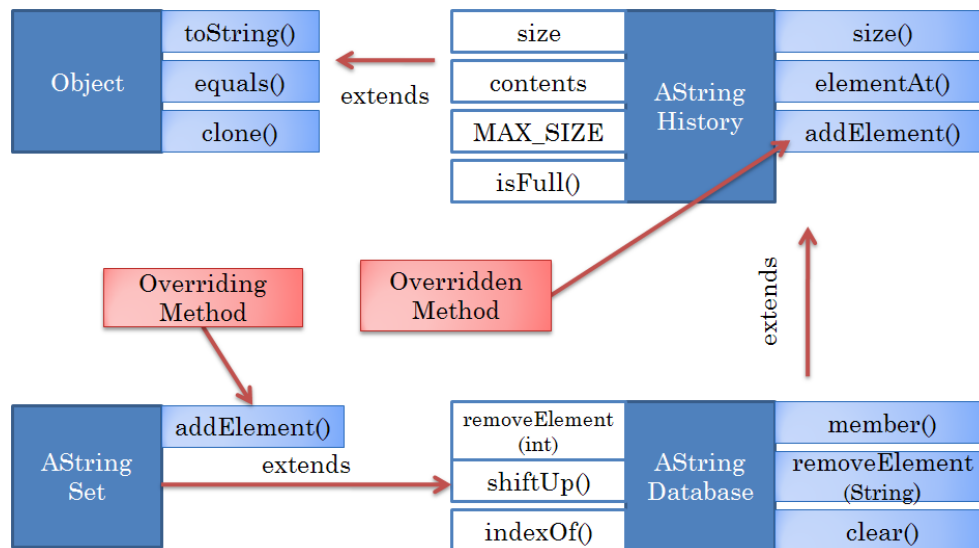 Object
toString()
equals()
clone()
extends
size
contents
MAX_SIZE
isFull()
AString
History
size()
elementAt()
addElement()
Overriding
Method
Overridden
Method
extends
AString
Set
addElement()
extends
removeElement
(int)
shiftUp()
indexOf()
AString
Database
member()
removeElement
(String)
clear()